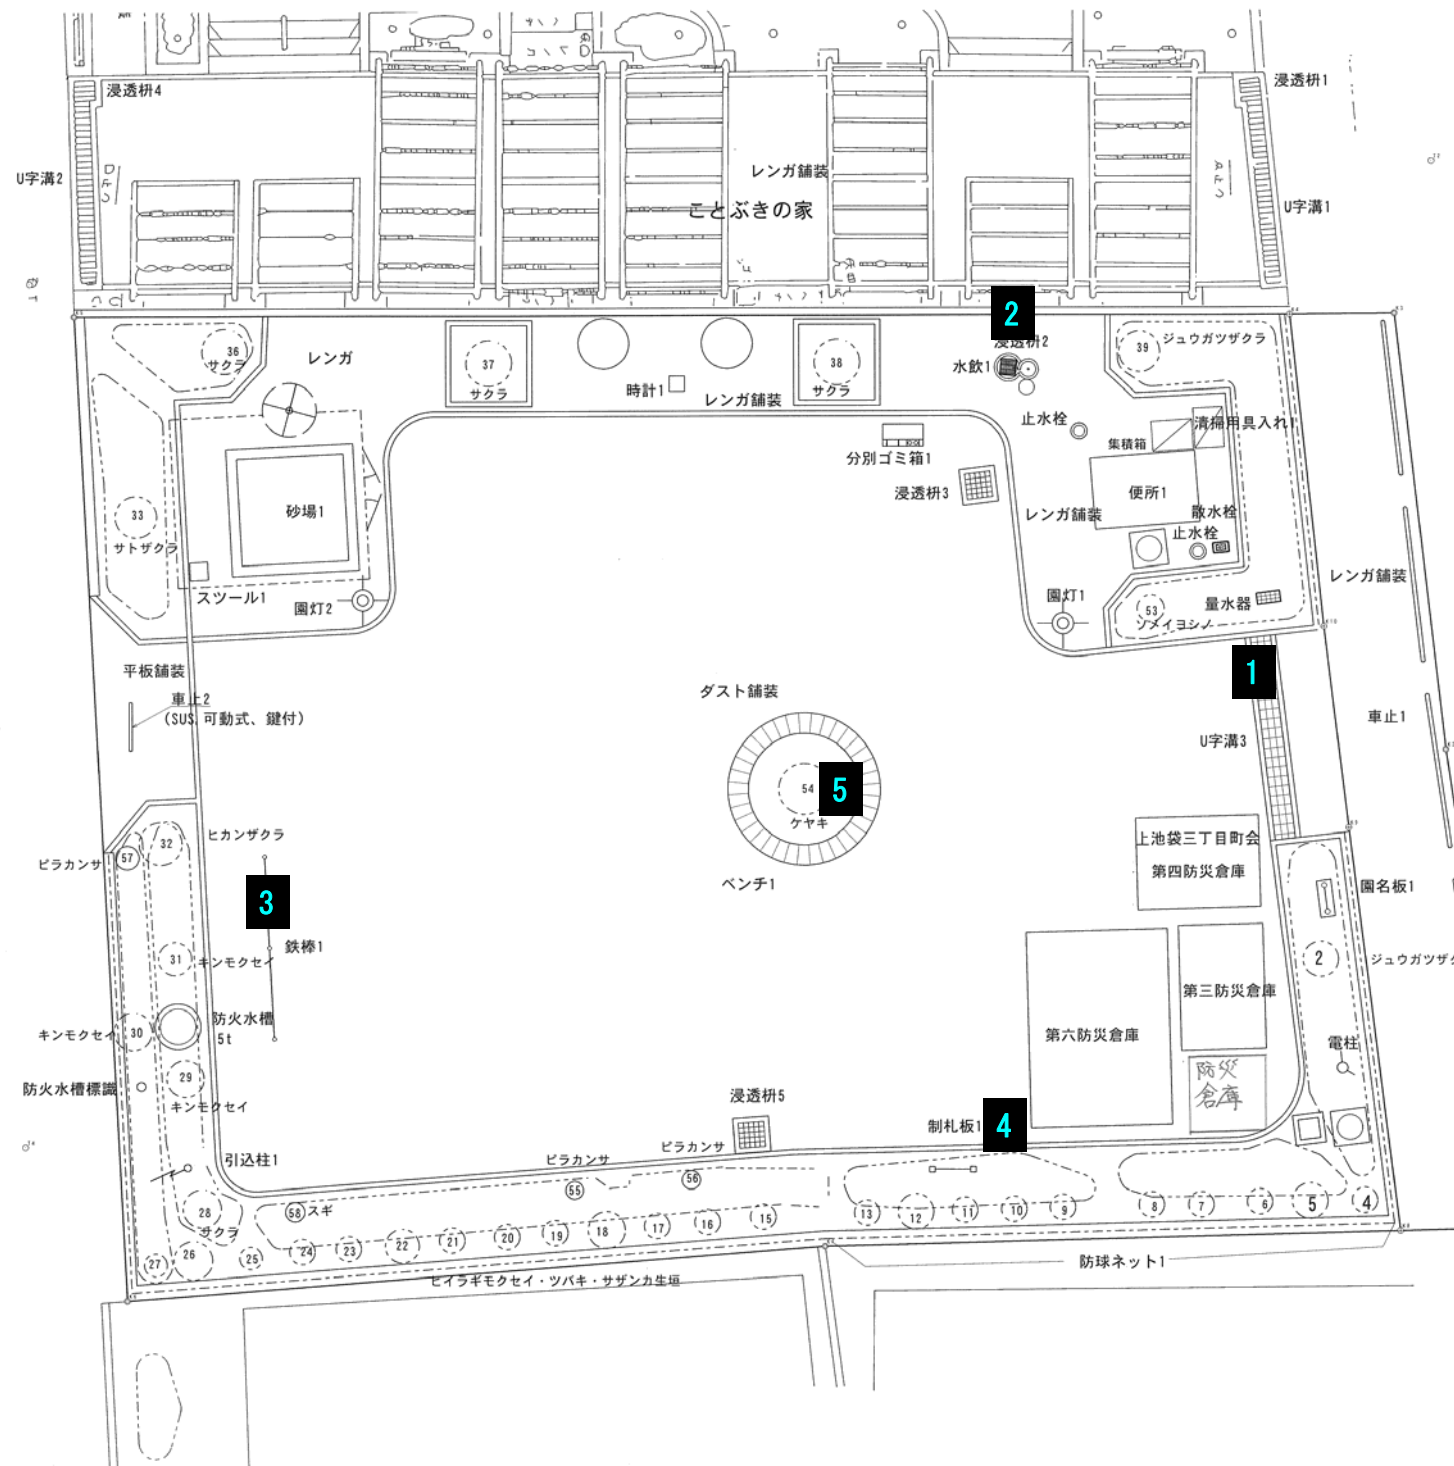 浸透桝4
浸透桝1
U字溝2
レンガ舗装
ことぶきの家
U字溝1
2
浸透桝2
36
サクラ
レンガ
37
サクラ
時計1
レンガ舗装
38
サクラ
水飲1
39
ジュウガツザクラ
止水栓
清掃用具入れ1
集積箱
分別ゴミ箱1
浸透桝3
便所1
レンガ舗装
散水栓
止水栓
33
サトザクラ
砂場1
スツール1
園灯2
園灯1
53
ソメイヨシノ
量水器
レンガ舗装
平板舗装
車止2
(SUS,可動式、鍵付)
ダスト舗装
1
U字溝3
車止1
54
5
ケヤキ
ベンチ1
ピラカンサ
57
32
ヒカンザクラ
3
鉄棒1
上池袋三丁目町会
第四防災倉庫
園名板1
31
キンモクセイ
2
第三防災倉庫
第六防災倉庫
キンモクセイ
30
防火水槽
5t
電柱
防火水槽標識
29
キンモクセイ
防災
倉庫
浸透桝5
制札板1
4
引込柱1
ピラカンサ
55
ピラカンサ
56
28
サクラ
58
スギ
27
26
25
24
23
22
21
20
19
18
17
16
15
13
12
11
10
9
8
7
6
5
4
ヒイラギモクセイ・ツバキ・サザンカ生垣
防球ネット1